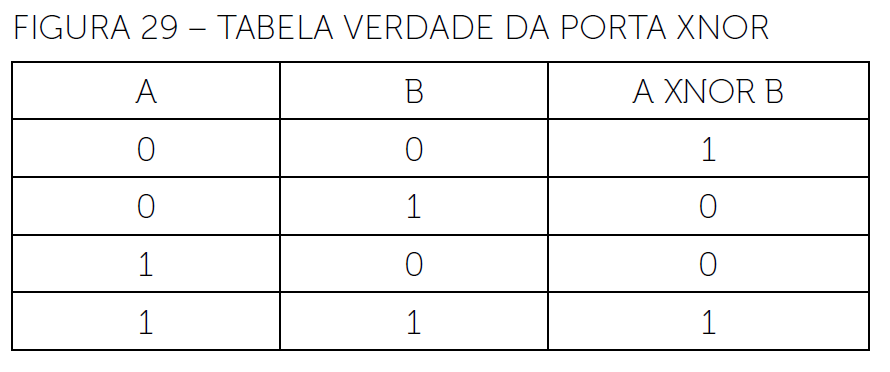 FIGURA 29 – TABELA VERDADE DA PORTA XNOR
A B A XNOR B
0 0 1
0 1 0
1 0 0
1 1 1